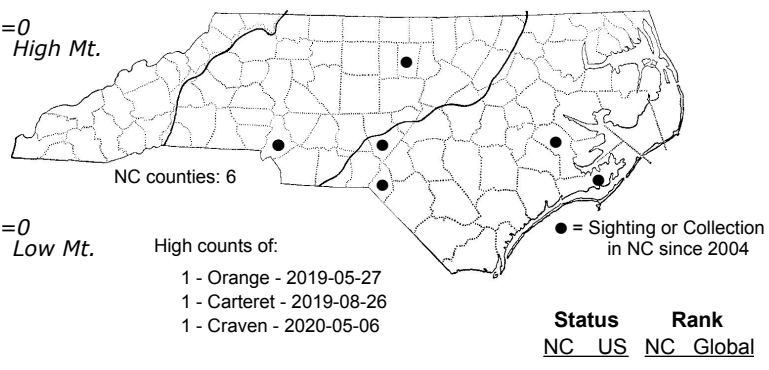 =0
High Mt.
NC counties: 6
=0
Low Mt.
High counts of:
1 - Orange - 2019-05-27
1 - Carteret - 2019-08-26
1 - Craven - 2020-05-06
● = Sighting or Collection
in NC since 2004
Status Rank
NC US NC Global